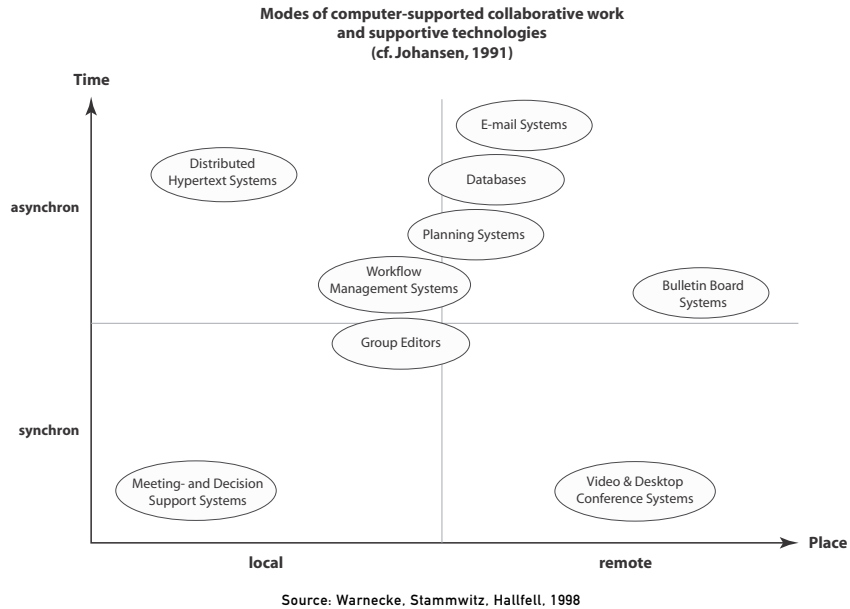 Modes of computer-supported collaborative work
and supportive technologies
(cf. Johansen, 1991)
Time
E-mail Systems
Distributed
Hypertext Systems
Databases
asynchron
Planning Systems
Workflow
Management Systems
Bulletin Board
Systems
Group Editors
synchron
Meeting- and Decision
Support Systems
Video & Desktop
Conference Systems
Place
local
remote
Source: Warnecke, Stammwitz, Hallfell, 1998